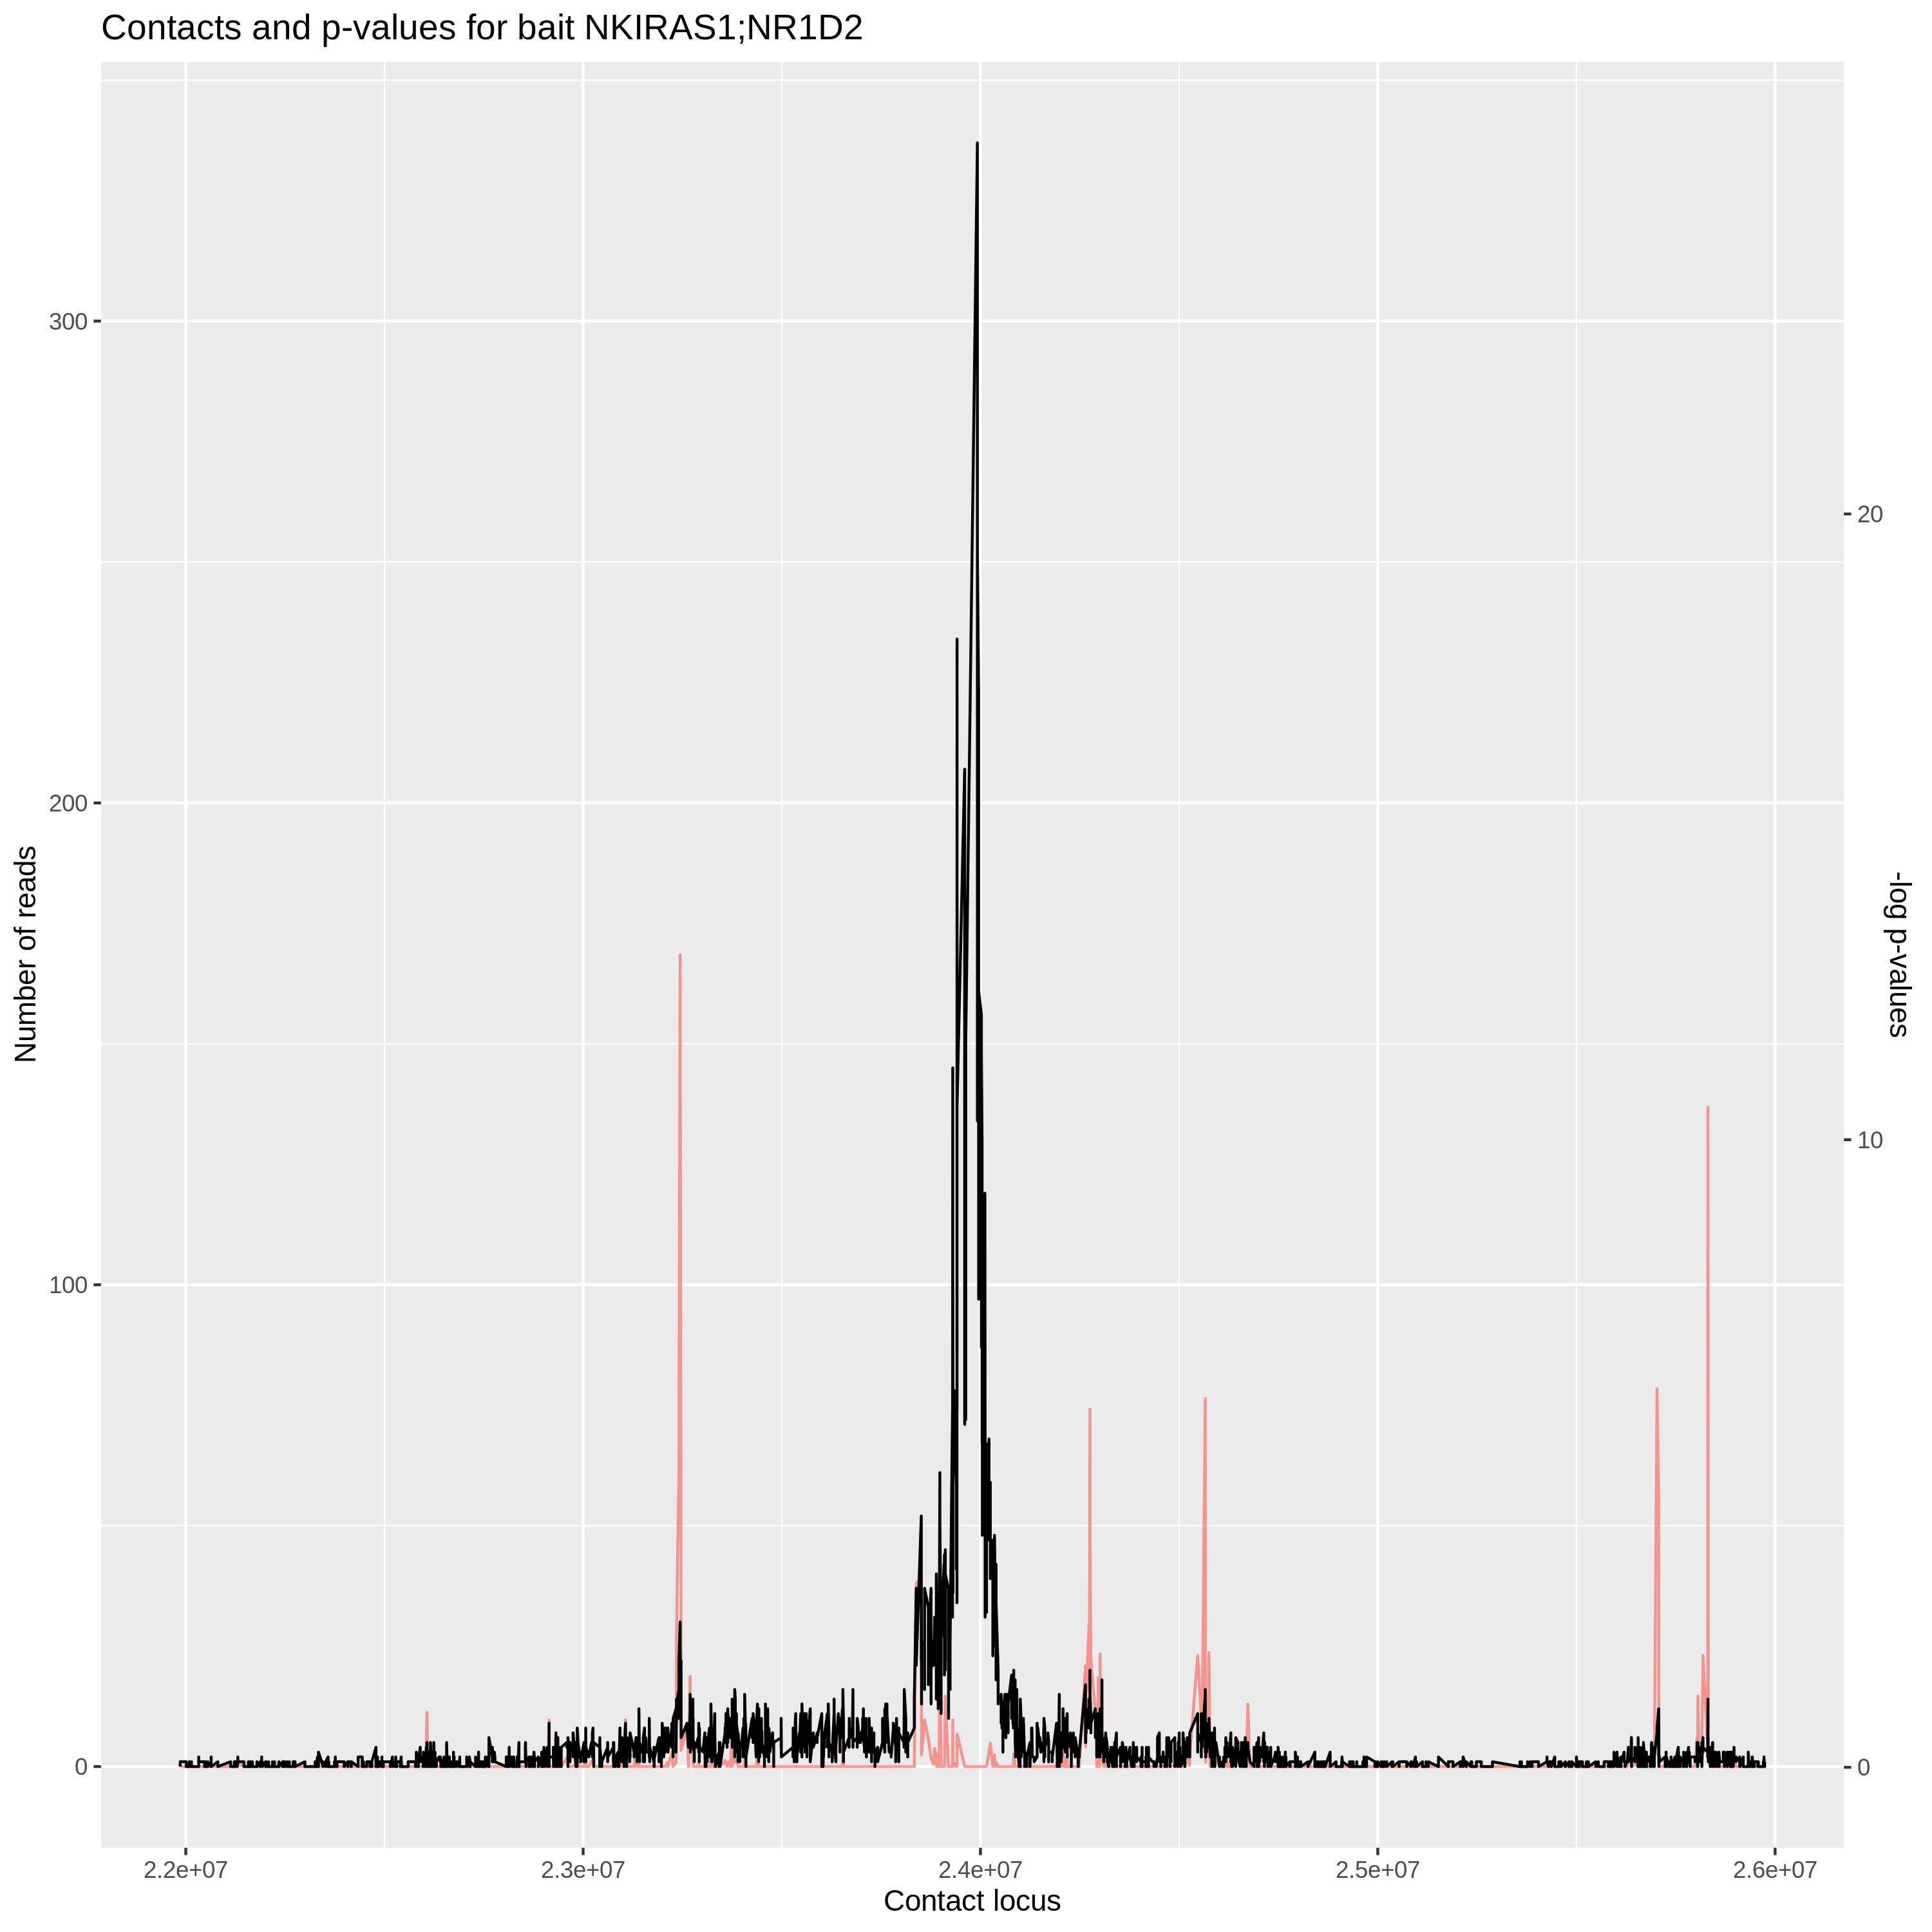 Contacts and p-values for bait NKIRAS1;NR1D2
300
200
100
0
Number of reads
20
10
0
-log p-values
2.2e+07
2.3e+07
2.4e+07
2.5e+07
2.6e+07
Contact locus